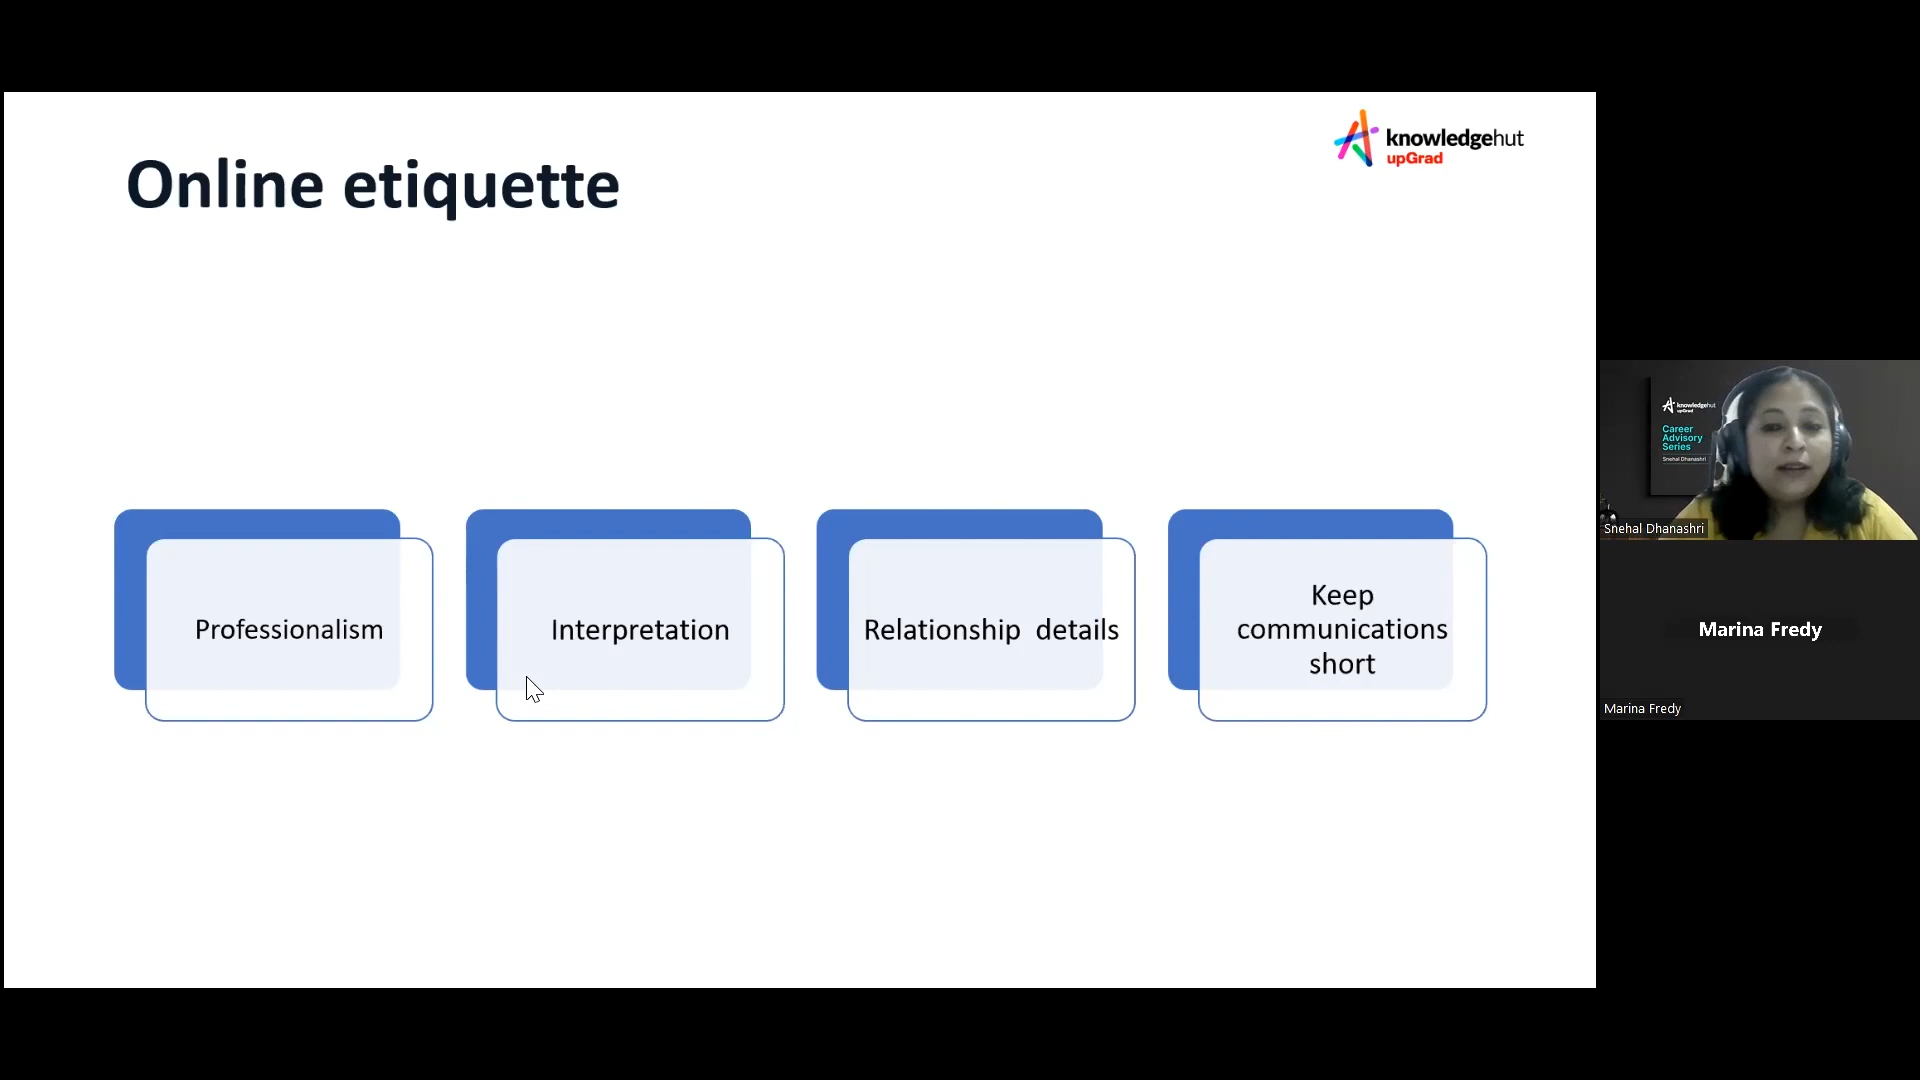 Online etiquette
knowledgehut
upGrad
Professionalism
Interpretation
Relationship details
Keep
communications
short
knowledgehut
upGrad
Career
Advisory
Series
Snehal Dhanashri
Snehal Dhanashri
Marina Fredy
Marina Fredy